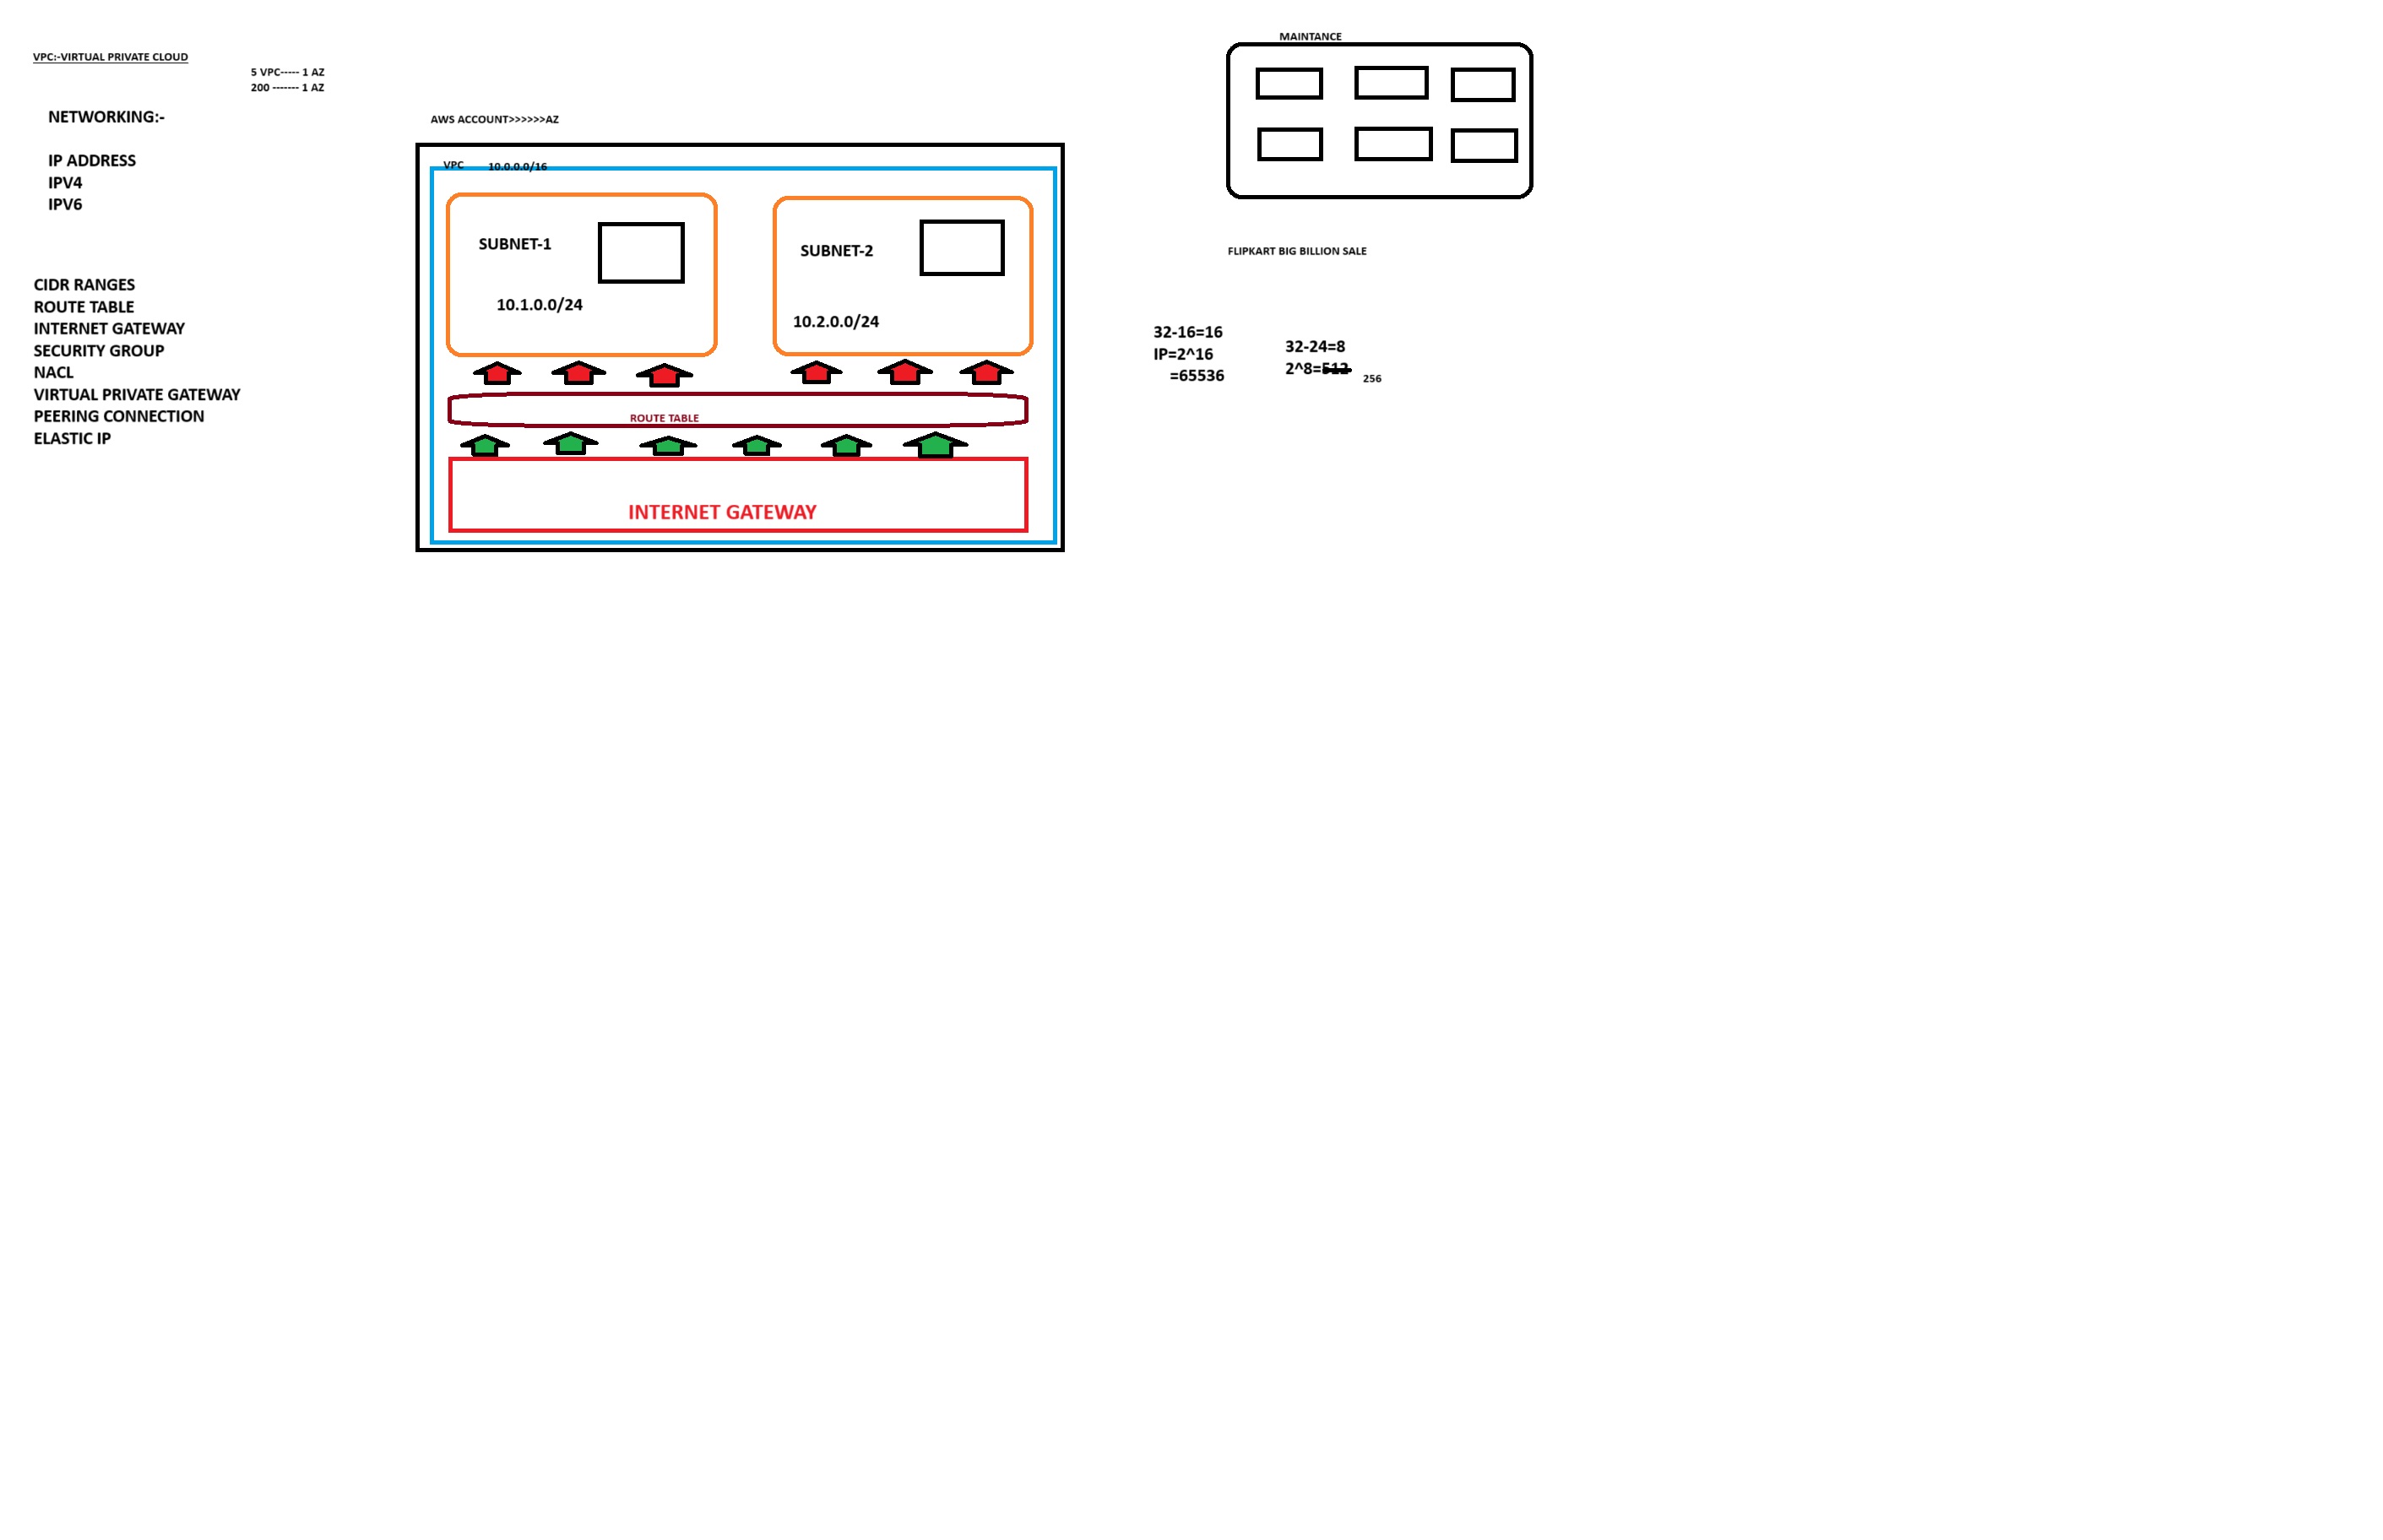 VPC:-VIRTUAL PRIVATE CLOUD
5 VPC----- 1 AZ
200 ------- 1 AZ
NETWORKING:-
IP ADDRESS
IPV4
IPV6
CIDR RANGES
ROUTE TABLE
INTERNET GATEWAY
SECURITY GROUP
NACL
VIRTUAL PRIVATE GATEWAY
PEERING CONNECTION
ELASTIC IP
AWS ACCOUNT>>>>>>AZ
VPC 10.0.0.0/16
SUBNET-1
10.1.0.0/24
SUBNET-2
10.2.0.0/24
ROUTE TABLE
INTERNET GATEWAY
MAINTANCE
FLIPKART BIG BILLION SALE
32-16=16
IP=2^16
=65536
32-24=8
2^8=512 256